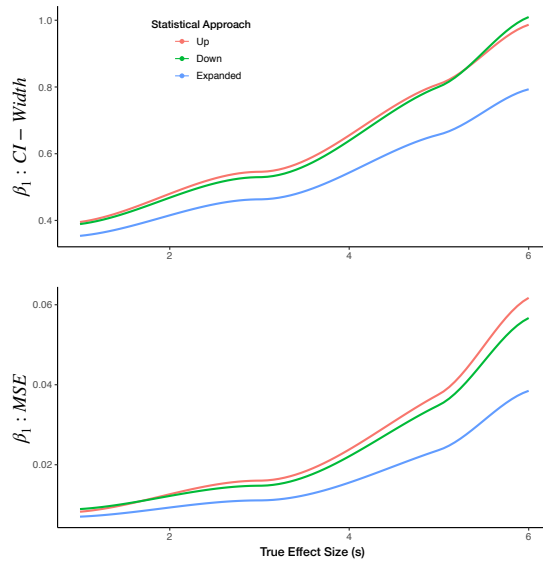 Statistical Approach
Up
Down
Expanded
β₁ : CI − Width
1.0
0.8
0.6
0.4
2 4 6
β₁ : MSE
0.06
0.04
0.02
2 4 6
True Effect Size (s)